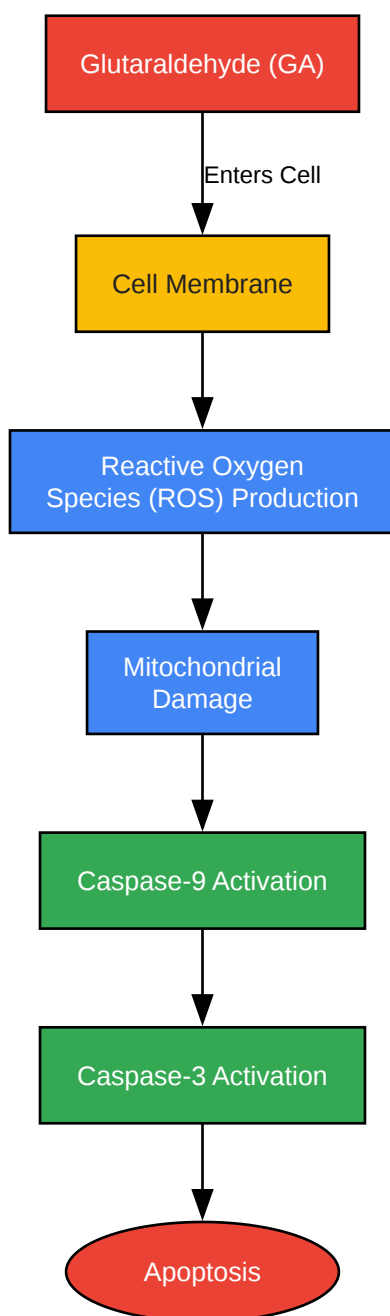 Glutaraldehyde (GA)
Enters Cell
Cell Membrane
Reactive Oxygen
Species (ROS) Production
Mitochondrial
Damage
Caspase-9 Activation
Caspase-3 Activation
Apoptosis